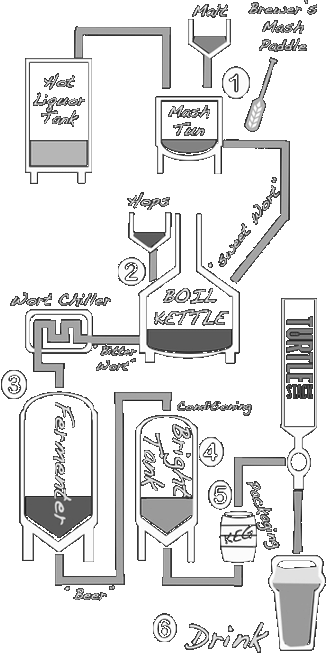 Malt
Brewer's
Mash
Paddle
Hot
Liquor
Tank
1
Mash
Tun
"Sweet Wort"
Hops
2
BOIL
KETTLE
Wort Chiller
"Bitter
Wort"
TURTLE
3
Fermenter
Conditioning
Bright
Tank
4
5
Packaging
KEG
"Beer"
6
Drink